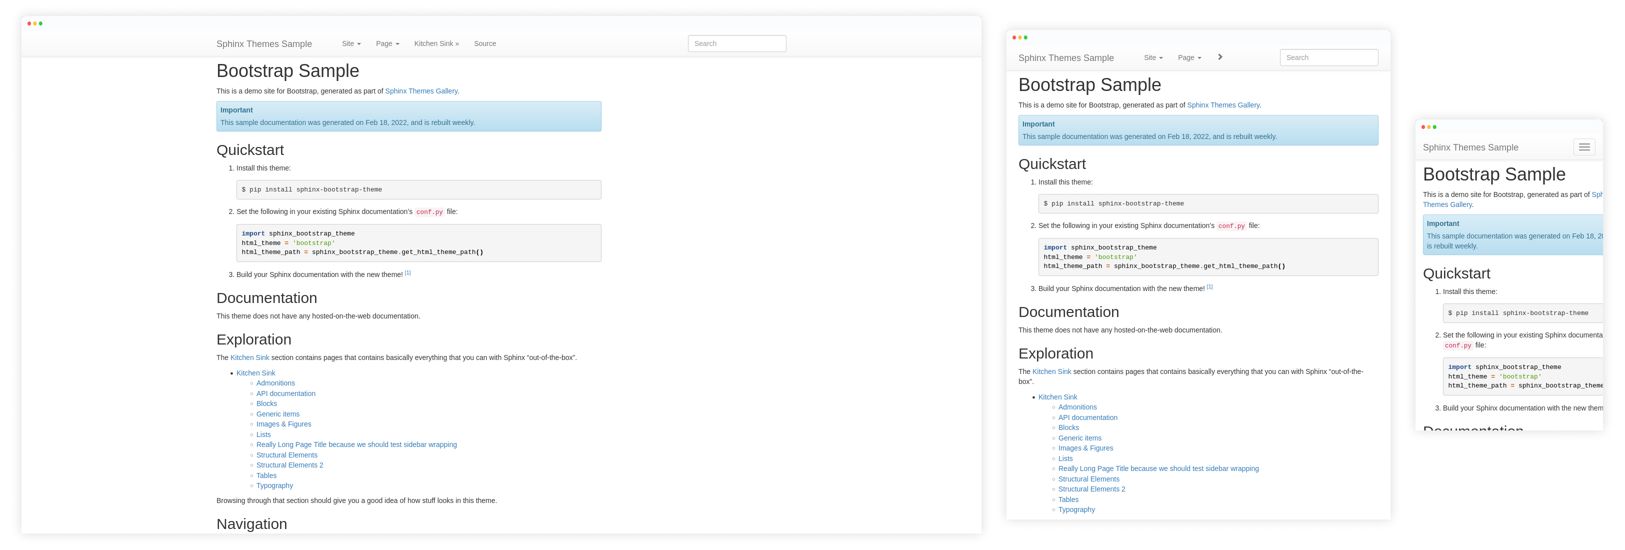 Sphinx Themes Sample Site Page Kitchen Sink » Source Search
Bootstrap Sample
This is a demo site for Bootstrap, generated as part of Sphinx Themes Gallery.
Important
This sample documentation was generated on Feb 18, 2022, and is rebuilt weekly.
Quickstart
1. Install this theme:
$ pip install sphinx-bootstrap-theme
2. Set the following in your existing Sphinx documentation's conf.py file:
import sphinx_bootstrap_theme
html_theme = 'bootstrap'
html_theme_path = sphinx_bootstrap_theme.get_html_theme_path()
3. Build your Sphinx documentation with the new theme! [1]
Documentation
This theme does not have any hosted-on-the-web documentation.
Exploration
The Kitchen Sink section contains pages that contains basically everything that you can with Sphinx “out-of-the-box”.
Kitchen Sink
Admonitions
API documentation
Blocks
Generic items
Images & Figures
Lists
Really Long Page Title because we should test sidebar wrapping
Structural Elements
Structural Elements 2
Tables
Typography
Browsing through that section should give you a good idea of how stuff looks in this theme.
Navigation
Sphinx Themes Sample Site Page Search
Bootstrap Sample
This is a demo site for Bootstrap, generated as part of Sphinx Themes Gallery.
Important
This sample documentation was generated on Feb 18, 2022, and is rebuilt weekly.
Quickstart
1. Install this theme:
$ pip install sphinx-bootstrap-theme
2. Set the following in your existing Sphinx documentation's conf.py file:
import sphinx_bootstrap_theme
html_theme = 'bootstrap'
html_theme_path = sphinx_bootstrap_theme.get_html_theme_path()
3. Build your Sphinx documentation with the new theme! [1]
Documentation
This theme does not have any hosted-on-the-web documentation.
Exploration
The Kitchen Sink section contains pages that contains basically everything that you can with Sphinx “out-of-the-
box”.
Kitchen Sink
Admonitions
API documentation
Blocks
Generic items
Images & Figures
Lists
Really Long Page Title because we should test sidebar wrapping
Structural Elements
Structural Elements 2
Tables
Typography
Sphinx Themes Sample
Bootstrap Sample
This is a demo site for Bootstrap, generated as part of Sph
Themes Gallery.
Important
This sample documentation was generated on Feb 18, 20
is rebuilt weekly.
Quickstart
1. Install this theme:
$ pip install sphinx-bootstrap-theme
2. Set the following in your existing Sphinx documenta
conf.py file:
import sphinx_bootstrap_theme
html_theme = 'bootstrap'
html_theme_path = sphinx_bootstrap_theme
3. Build your Sphinx documentation with the new them
Documentation